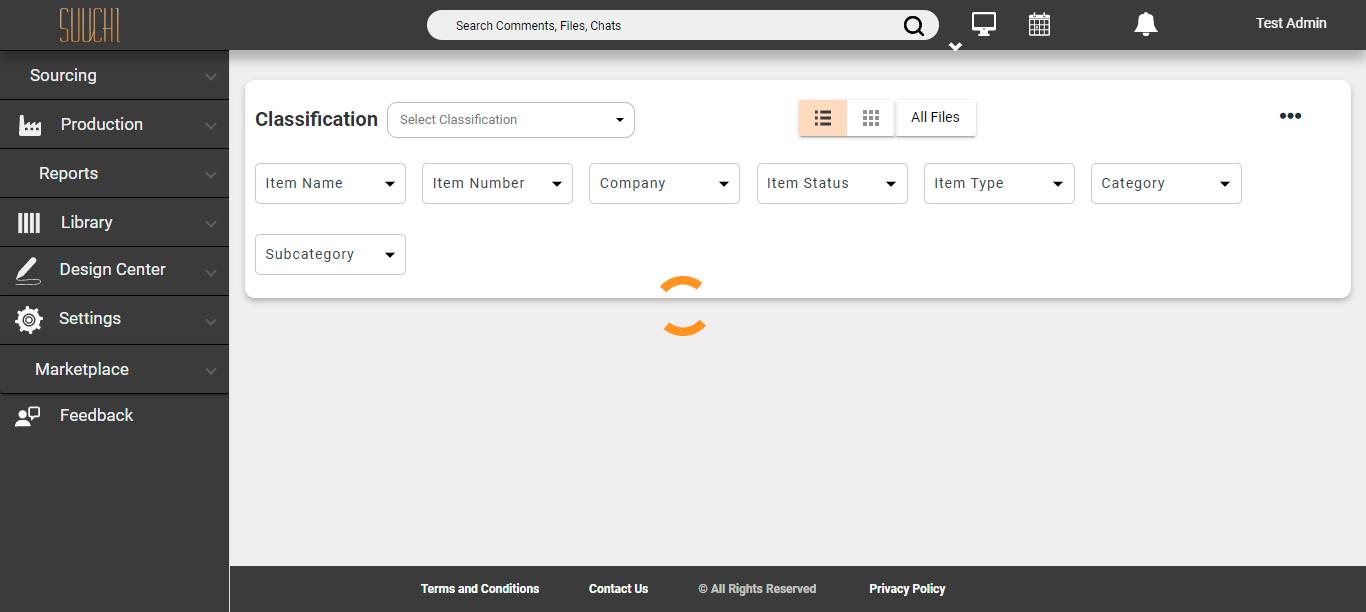 SUUCHI
Search Comments, Files, Chats
Test Admin
Sourcing
Production
Reports
Library
Design Center
Settings
Marketplace
Feedback
Classification
Select Classification
All Files
Item Name
Item Number
Company
Item Status
Item Type
Category
Subcategory
Terms and Conditions
Contact Us
© All Rights Reserved
Privacy Policy